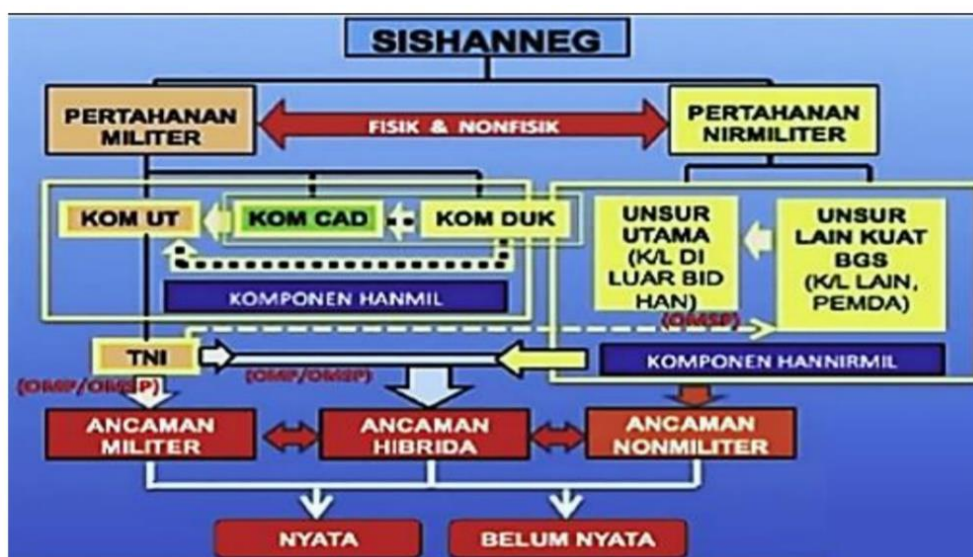 SISHANNEG
PERTAHANAN
MILITER
FISIK & NONFISIK
PERTAHANAN
NIRMILITER
KOM UT
KOM CAD
KOM DUK
UNSUR
UTAMA
(K/L DI
LUAR BID
HAN)
UNSUR
LAIN KUAT
BGS
(K/L LAIN,
PEMDA)
KOMPONEN HANMIL
(OMSP)
TNI
(OMP/OMSP)
(OMP/OMSP)
KOMPONEN HANNIRMIL
ANCAMAN
MILITER
ANCAMAN
HIBRIDA
ANCAMAN
NONMILITER
NYATA
BELUM NYATA